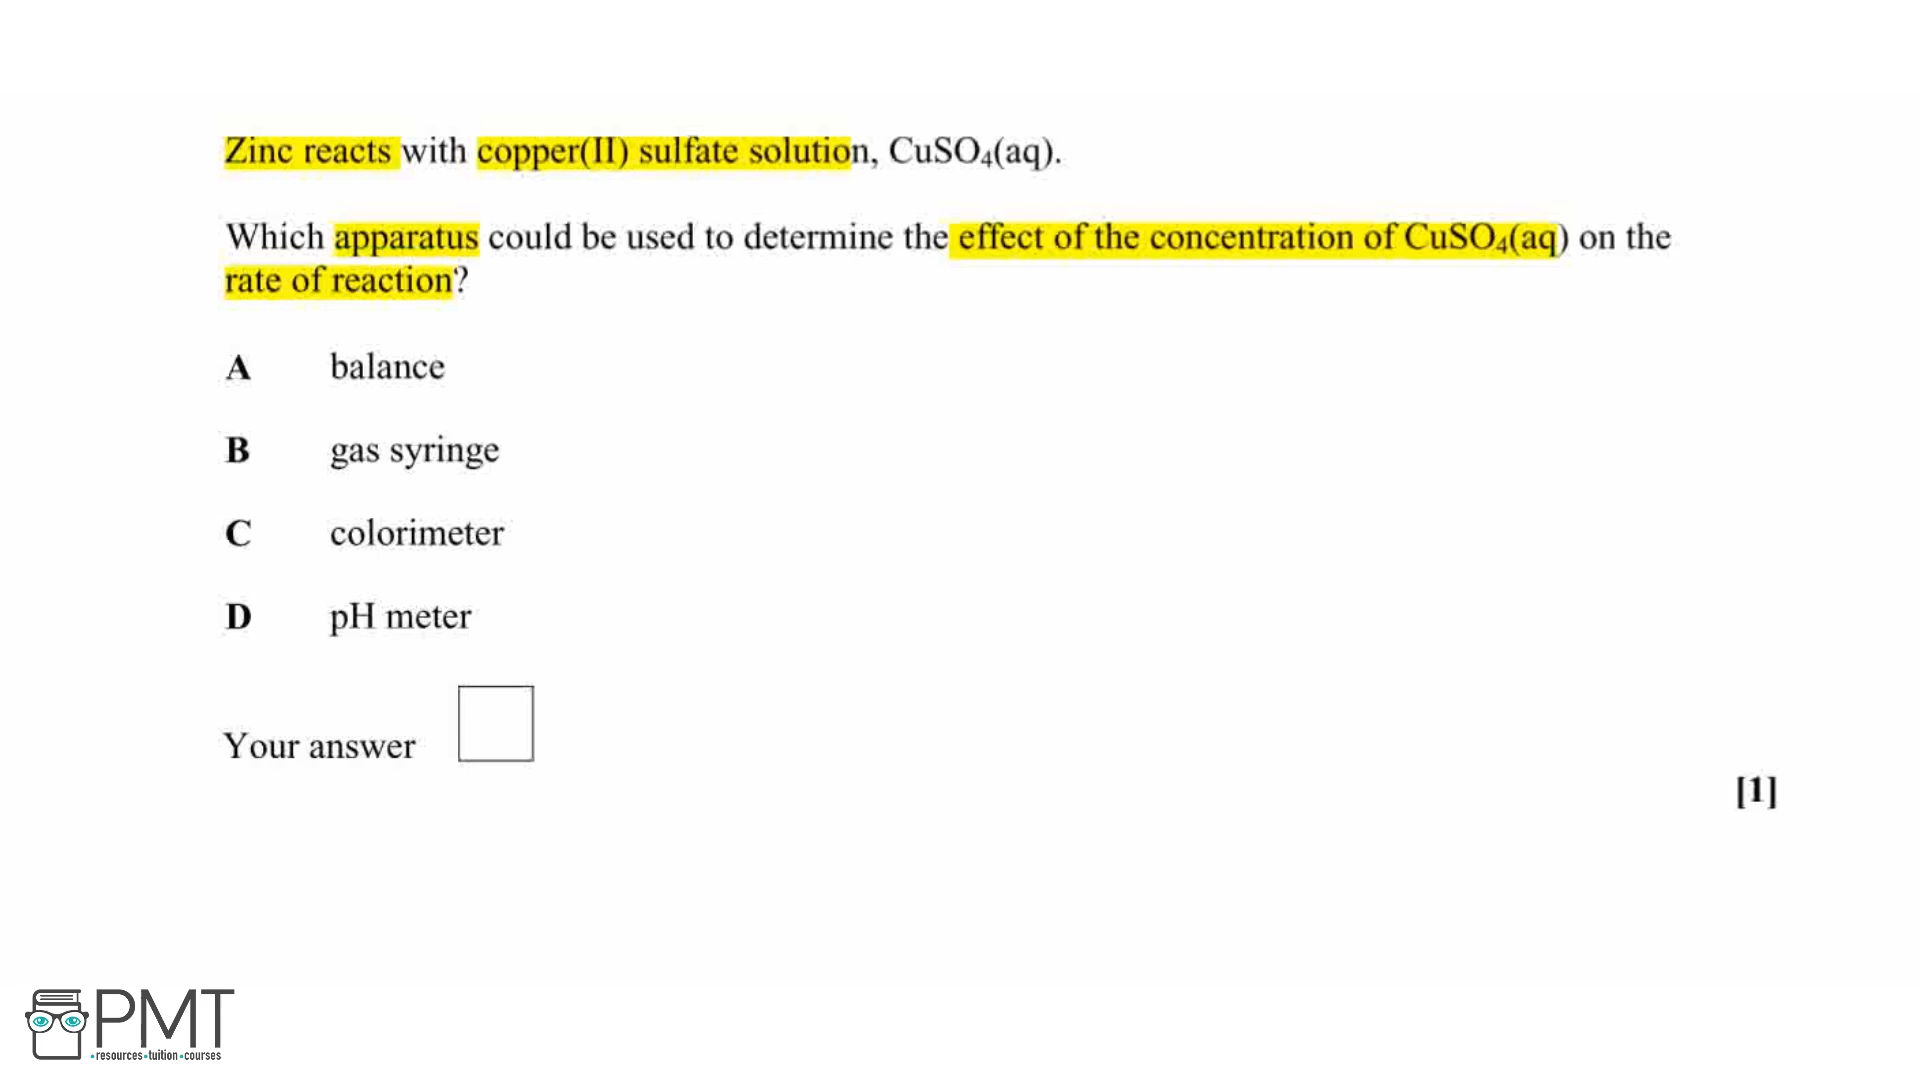 Zinc reacts with copper(II) sulfate solution, CuSO₄(aq).
Which apparatus could be used to determine the effect of the concentration of CuSO₄(aq) on the
rate of reaction?
A balance
B gas syringe
C colorimeter
D pH meter
Your answer
[1]
PMT
•resources•tuition•courses